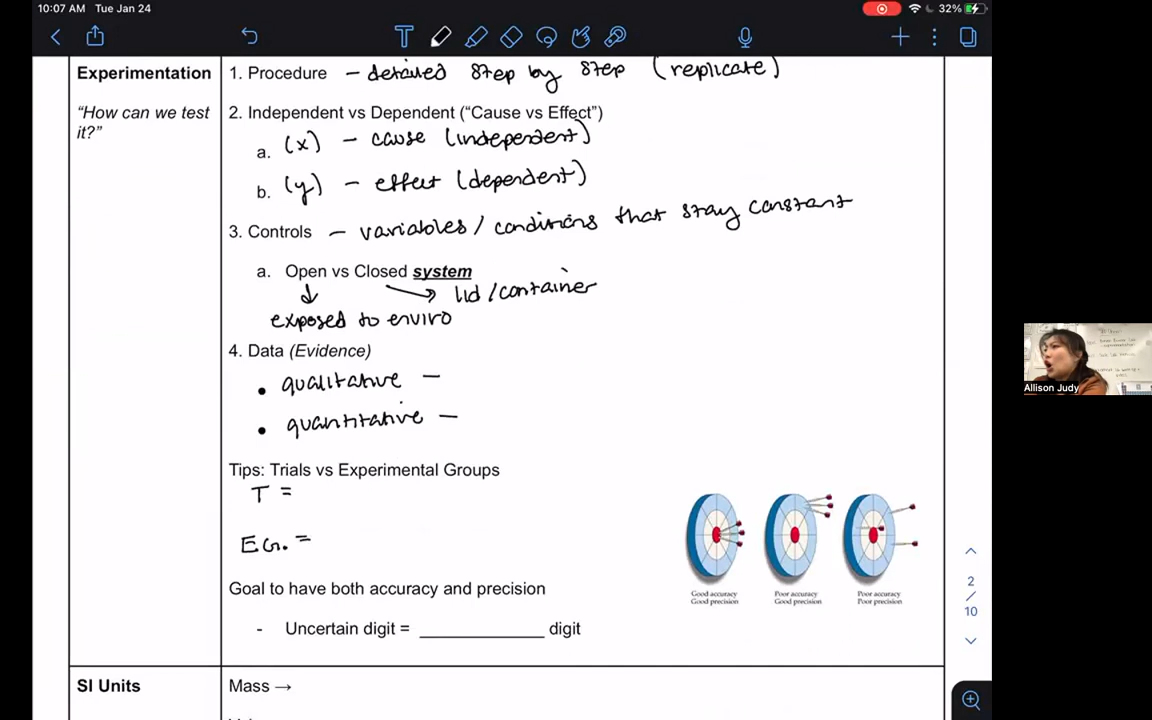 10:07 AM Tue Jan 24
32%
Experimentation
"How can we test
it?"
1. Procedure – detailed step by step (replicate)
2. Independent vs Dependent ("Cause vs Effect")
a. (x) – cause (independent)
b. (y) – effect (dependent)
3. Controls – variables/conditions that stay constant
a. Open vs Closed system
lid/container
exposed to enviro
4. Data (Evidence)
• qualitative –
• quantitative –
Tips: Trials vs Experimental Groups
T =
E.G. =
Good accuracy
Good precision
Poor accuracy
Good precision
Poor accuracy
Poor precision
Goal to have both accuracy and precision
- Uncertain digit = ____________ digit
SI Units
Mass →
2
/
10
Allison Judy